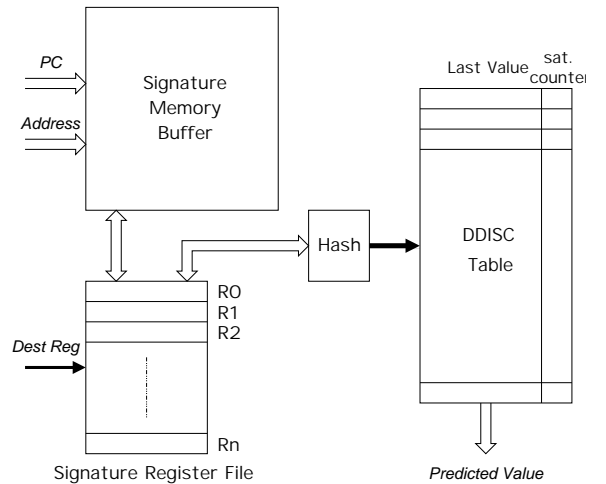 PC
Address
Signature
Memory
Buffer
Last Value
sat.
counter
Hash
DDISC
Table
R0
R1
R2
Dest Reg
Rn
Signature Register File
Predicted Value